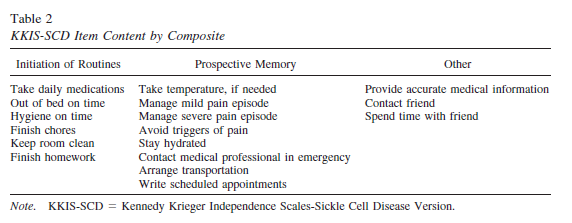 Table 2
KKIS-SCD Item Content by Composite
Initiation of Routines Prospective Memory Other
Take daily medications Take temperature, if needed Provide accurate medical information
Out of bed on time Manage mild pain episode Contact friend
Hygiene on time Manage severe pain episode Spend time with friend
Finish chores Avoid triggers of pain
Keep room clean Stay hydrated
Finish homework Contact medical professional in emergency
Arrange transportation
Write scheduled appointments
Note. KKIS-SCD = Kennedy Krieger Independence Scales-Sickle Cell Disease Version.